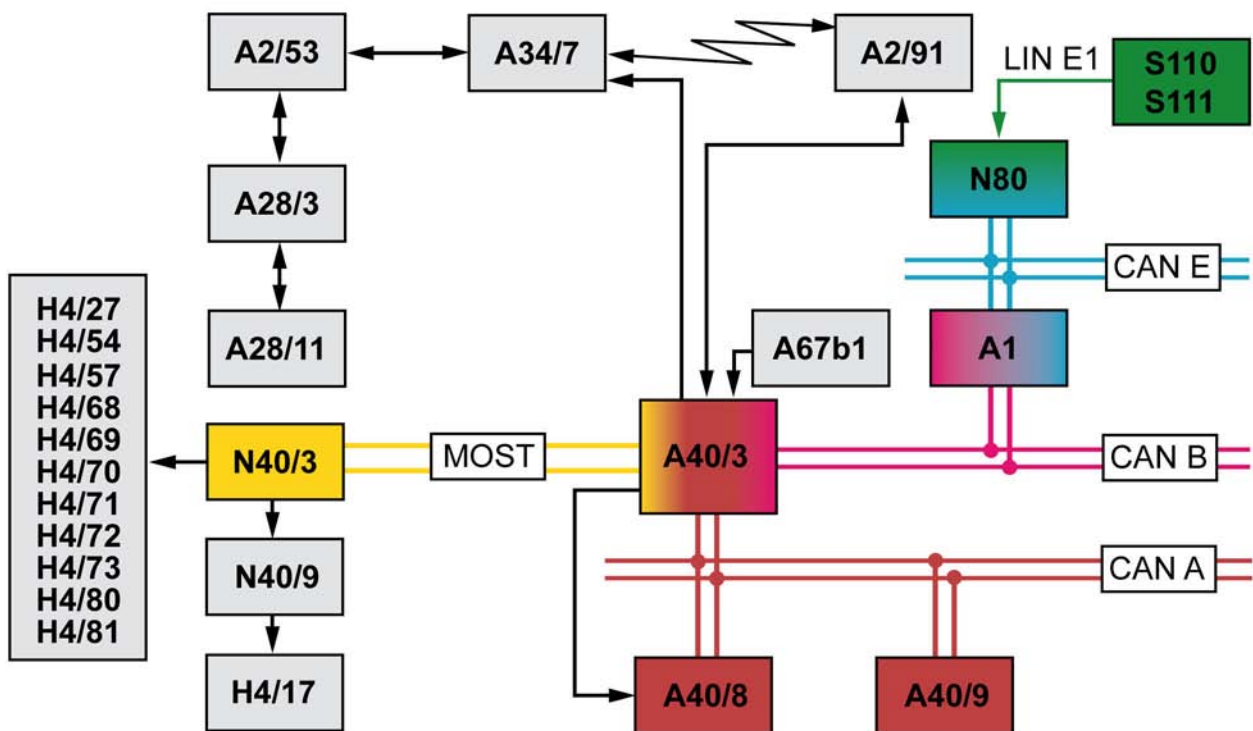 A2/53
A34/7
A2/91
LIN E1
S110
S111
N80
A28/3
CAN E
H4/27
H4/54
H4/57
H4/68
H4/69
H4/70
H4/71
H4/72
H4/73
H4/80
H4/81
A28/11
A67b1
A1
N40/3
MOST
A40/3
CAN B
N40/9
CAN A
H4/17
A40/8
A40/9